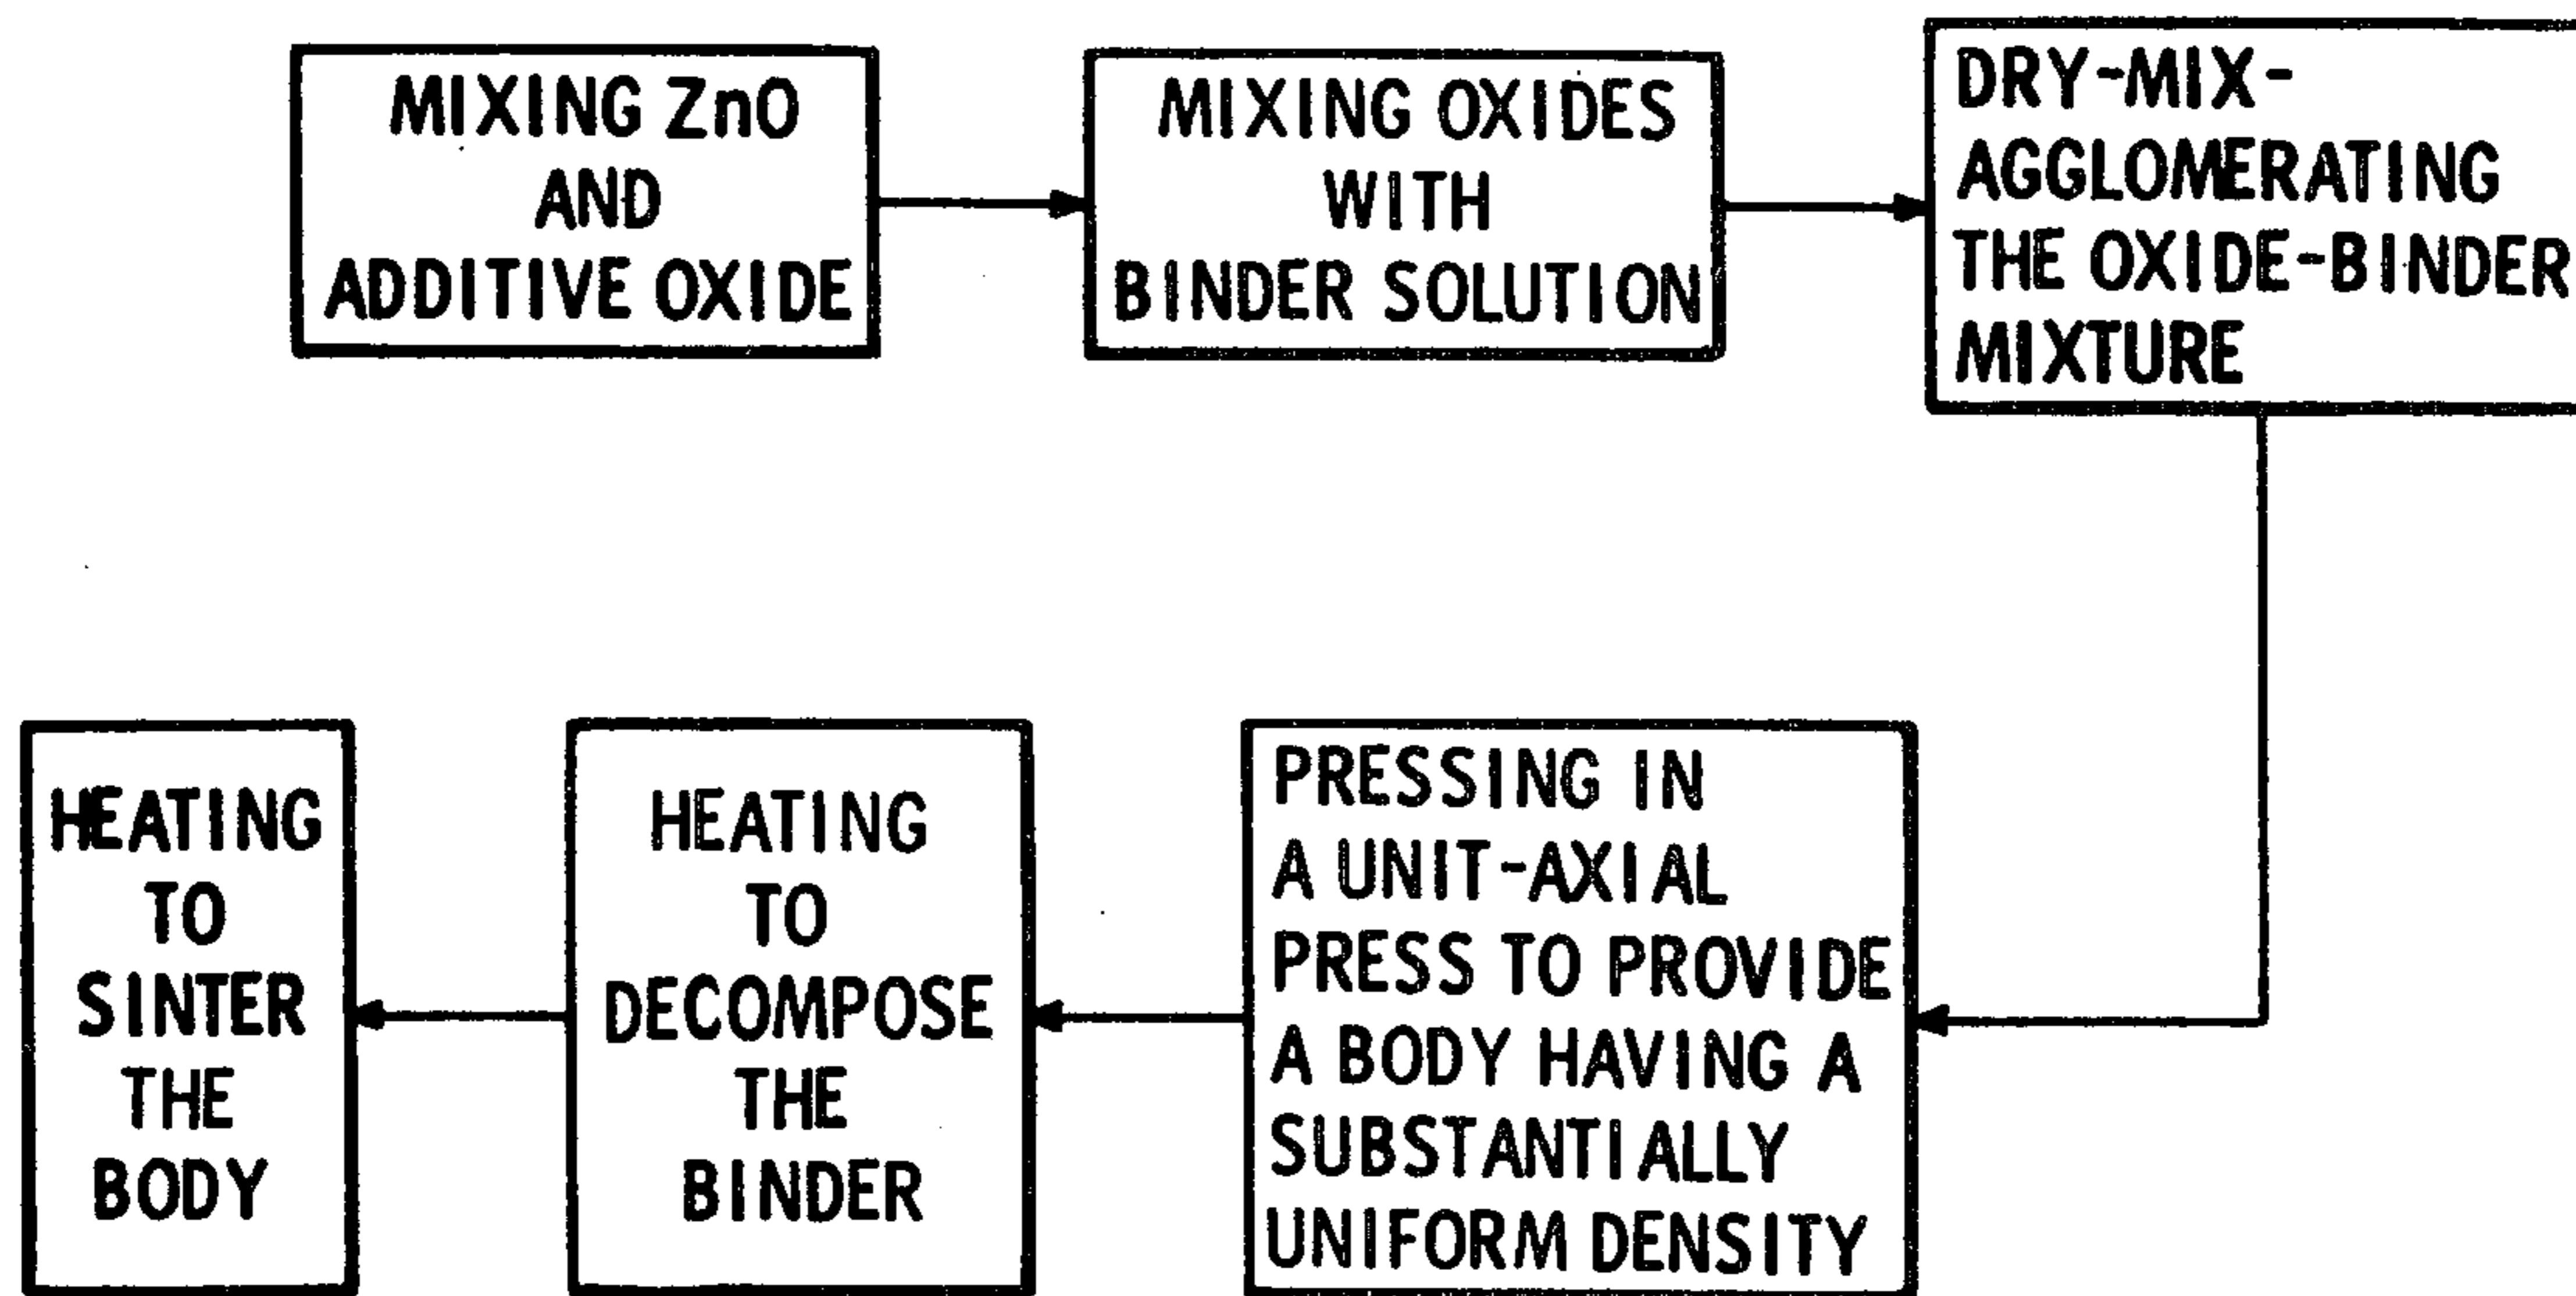 MIXING ZnO
AND
ADDITIVE OXIDE
MIXING OXIDES
WITH
BINDER SOLUTION
DRY-MIX-
AGGLOMERATING
THE OXIDE-BINDER
MIXTURE
PRESSING IN
A UNIT-AXIAL
PRESS TO PROVIDE
A BODY HAVING A
SUBSTANTIALLY
UNIFORM DENSITY
HEATING
TO
DECOMPOSE
THE
BINDER
HEATING
TO
SINTER
THE
BODY